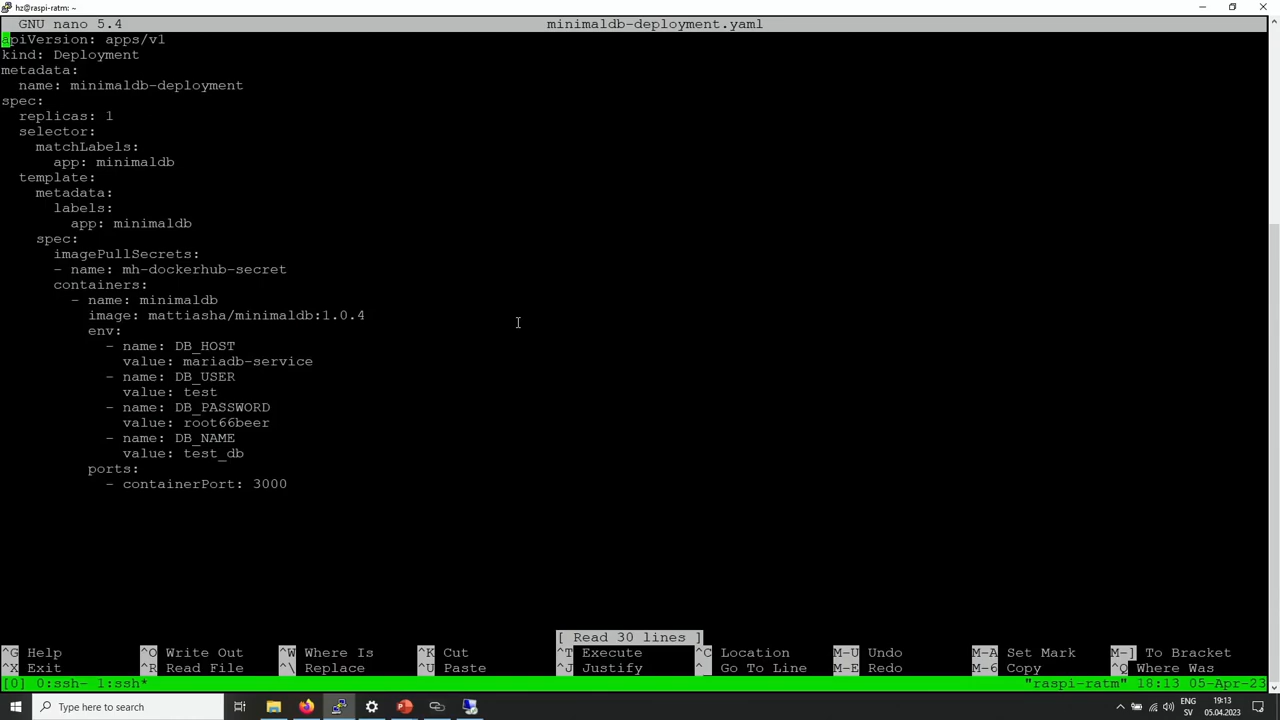 hz@raspi-ratm: ~
GNU nano 5.4 minimaldb-deployment.yaml
apiVersion: apps/v1
kind: Deployment
metadata:
  name: minimaldb-deployment
spec:
  replicas: 1
  selector:
    matchLabels:
      app: minimaldb
  template:
    metadata:
      labels:
        app: minimaldb
    spec:
      imagePullSecrets:
      - name: mh-dockerhub-secret
      containers:
        - name: minimaldb
          image: mattiasha/minimaldb:1.0.4
          env:
            - name: DB_HOST
              value: mariadb-service
            - name: DB_USER
              value: test
            - name: DB_PASSWORD
              value: root66beer
            - name: DB_NAME
              value: test_db
          ports:
            - containerPort: 3000
[ Read 30 lines ]
^G Help ^O Write Out ^W Where Is ^K Cut ^T Execute ^C Location M-U Undo M-A Set Mark M-] To Bracket
^X Exit ^R Read File ^\ Replace ^U Paste ^J Justify ^_ Go To Line M-E Redo M-6 Copy ^Q Where Was
[0] 0:ssh- 1:ssh* "raspi-ratm" 18:13 05-Apr-23
Type here to search ENG 19:13
SV 05.04.2023